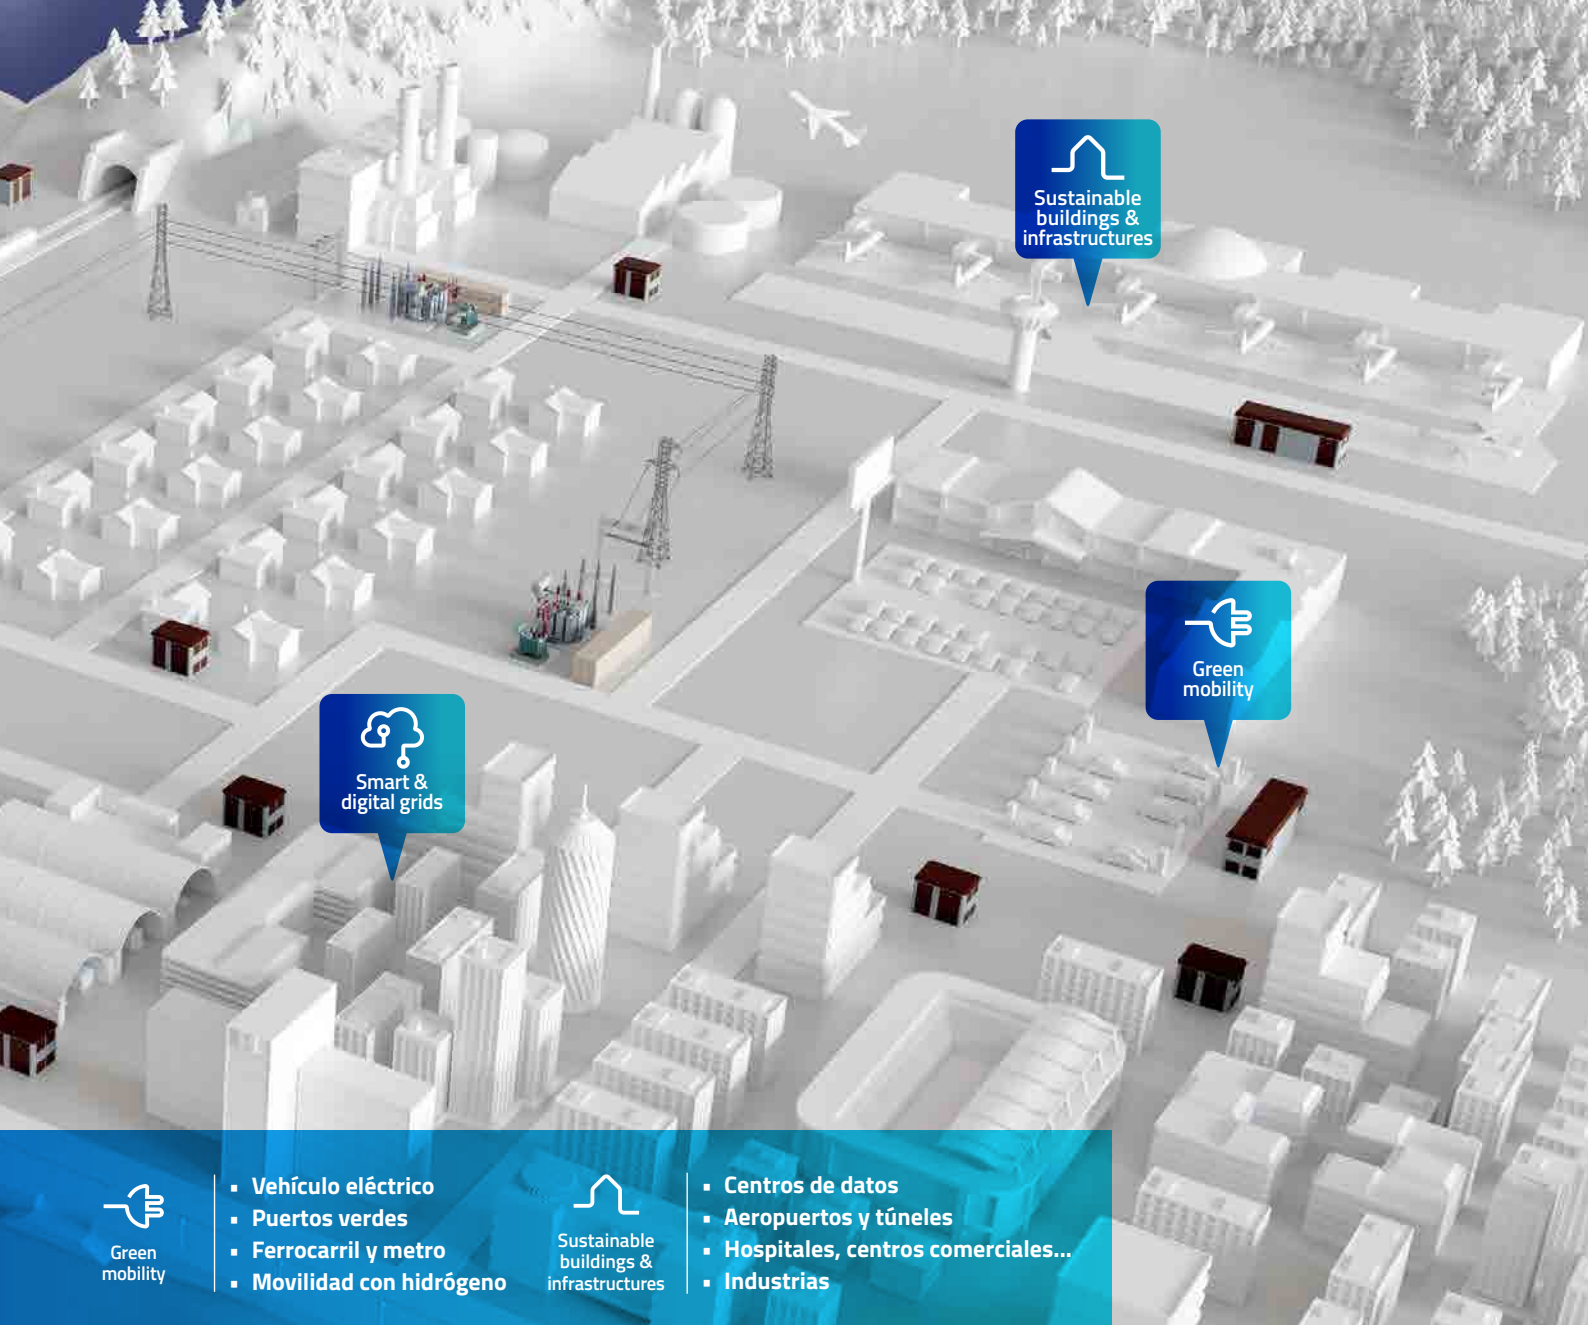 Sustainable
buildings &
infrastructures
Green
mobility
Smart &
digital grids
Green
mobility
▪ Vehículo eléctrico
▪ Puertos verdes
▪ Ferrocarril y metro
▪ Movilidad con hidrógeno
Sustainable
buildings &
infrastructures
▪ Centros de datos
▪ Aeropuertos y túneles
▪ Hospitales, centros comerciales...
▪ Industrias